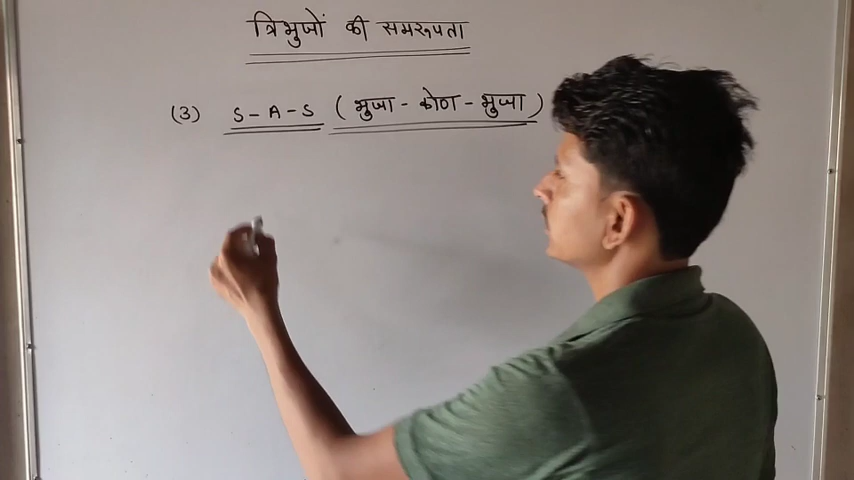 त्रिभुजों की समरूपता
(3) S-A-S (भुजा - कोण - भुजा)